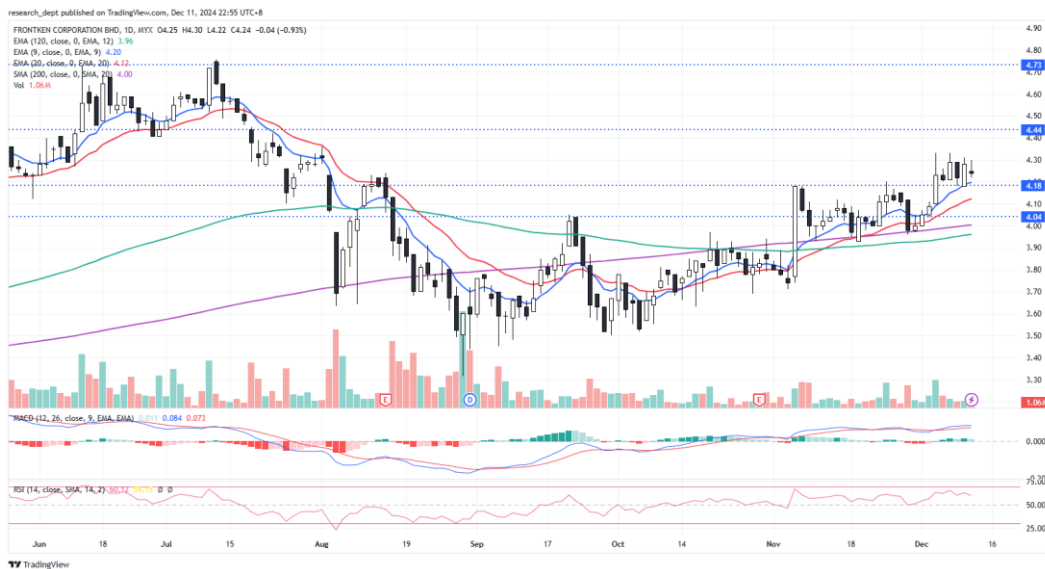 research_dept published on TradingView.com, Dec 11, 2024 22:55 UTC+8
FRONTKEN CORPORATION BHD, 1D, MYX O4.25 H4.30 L4.22 C4.24 −0.04 (−0.93%)
EMA (120, close, 0, EMA, 12) 3.96
EMA (9, close, 0, EMA, 9) 4.20
EMA (20, close, 0, EMA, 20) 4.12
SMA (200, close, 0, SMA, 20) 4.00
Vol 1.06M
4.90
4.80
4.73
4.60
4.50
4.44
4.30
4.18
4.10
4.04
4.00
3.90
3.80
3.70
3.60
3.50
3.40
3.30
1.06M
E
D
E
MACD (12, 26, close, 9, EMA, EMA) 0.011 0.084 0.073
0.000
-0.20
RSI (14, close, SMA, 14, 2) 60.12 Ø Ø
75.00
50.00
25.00
Jun 18 Jul 15 Aug 19 Sep 17 Oct 14 Nov 18 Dec 16
TradingView